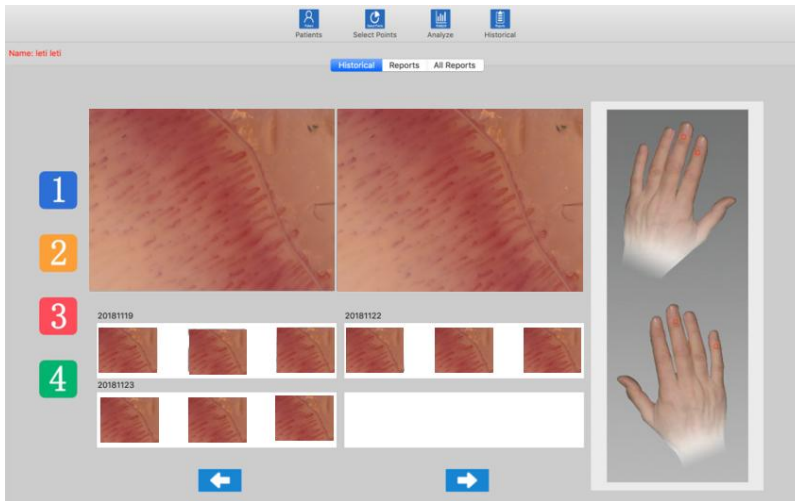 Patients Select Points Analyze Historical
Name: leti leti
Historical Reports All Reports
1
2
3
4
20181119 20181122
20181123